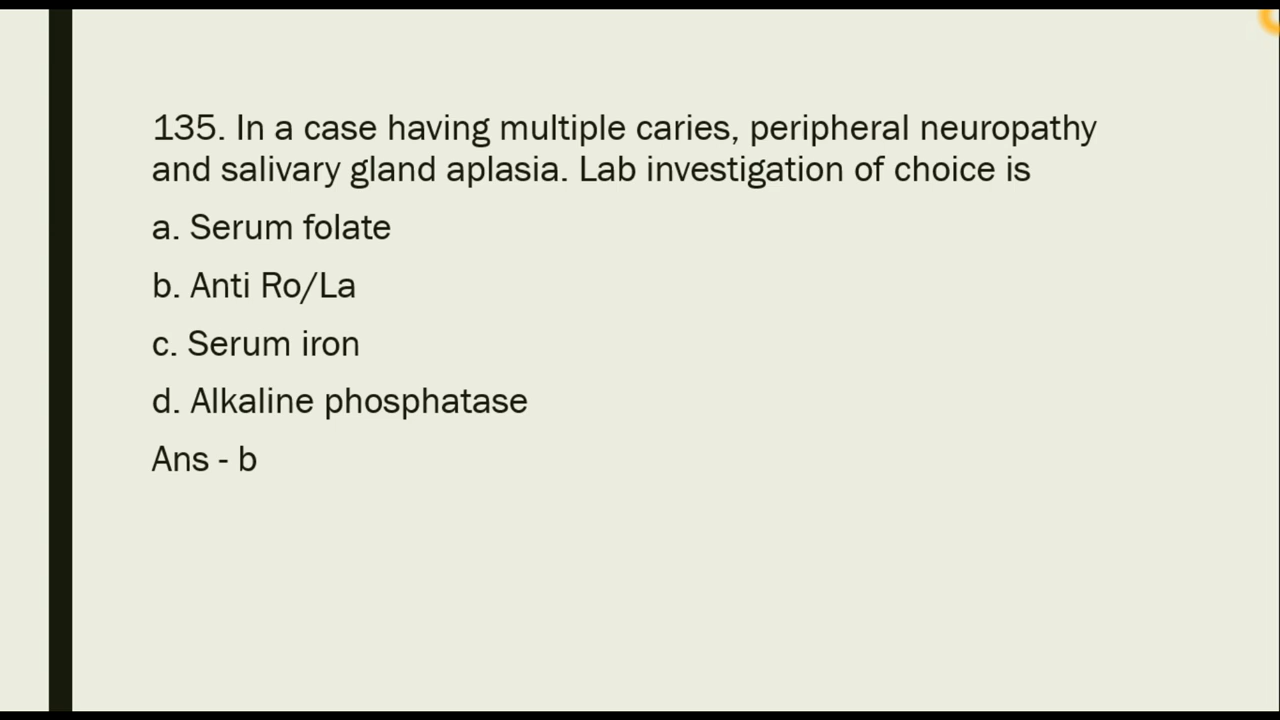 135. In a case having multiple caries, peripheral neuropathy
and salivary gland aplasia. Lab investigation of choice is
a. Serum folate
b. Anti Ro/La
c. Serum iron
d. Alkaline phosphatase
Ans - b